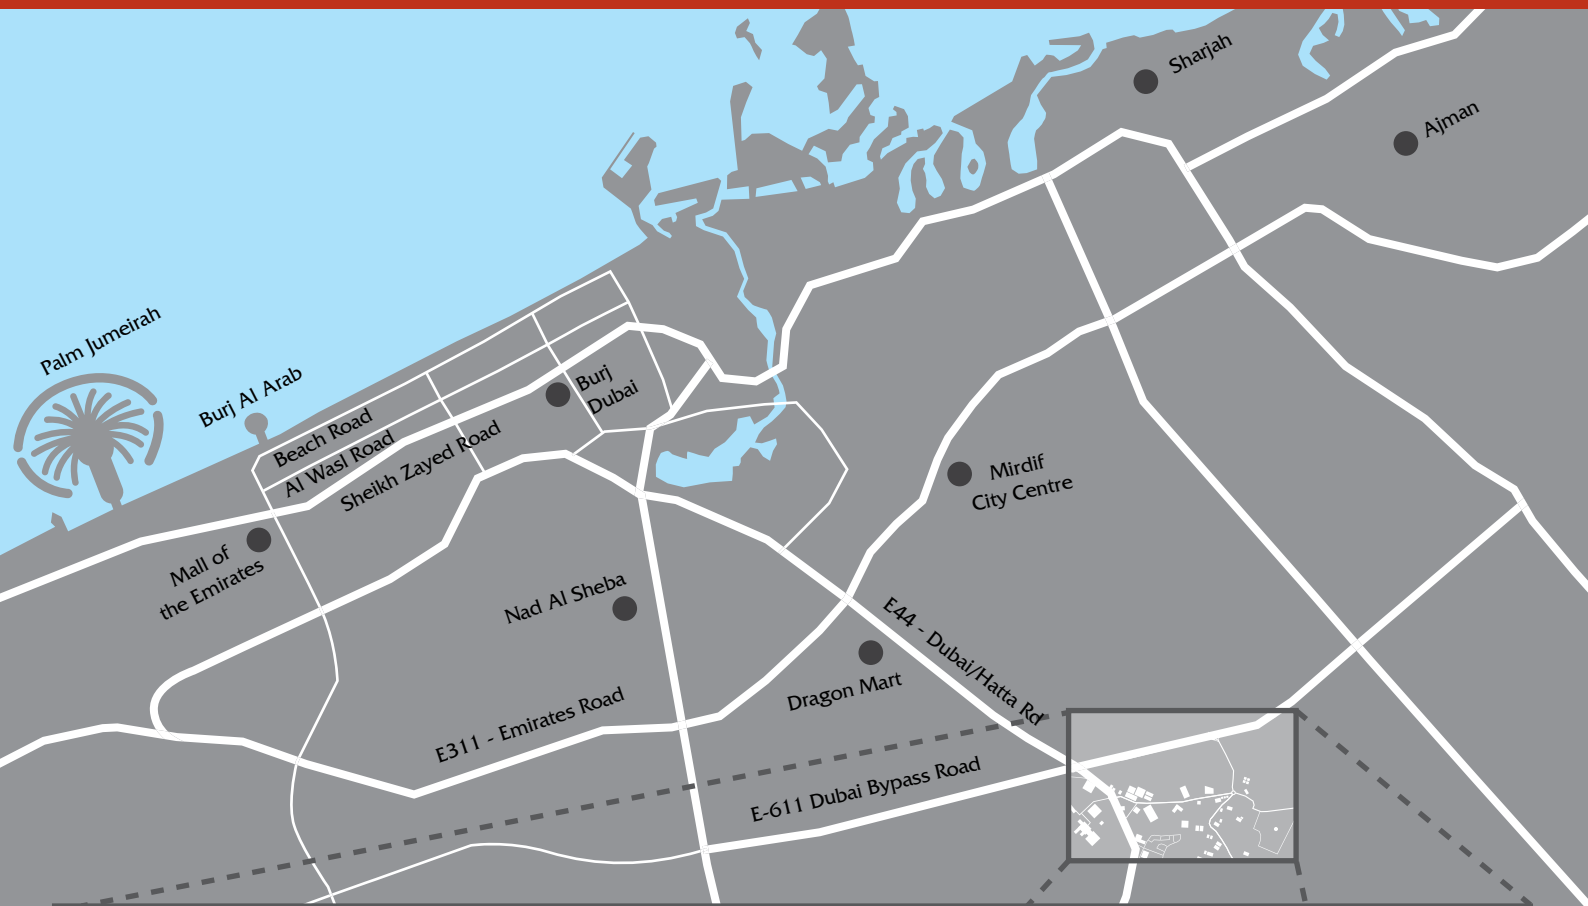 Sharjah
Ajman
Palm Jumeirah
Burj Al Arab
Burj
Dubai
Beach Road
Al Wasl Road
Sheikh Zayed Road
Mirdif
City Centre
Mall of
the Emirates
Nad Al Sheba
E44 - Dubai/Hatta Rd
Dragon Mart
E311 - Emirates Road
E-611 Dubai Bypass Road